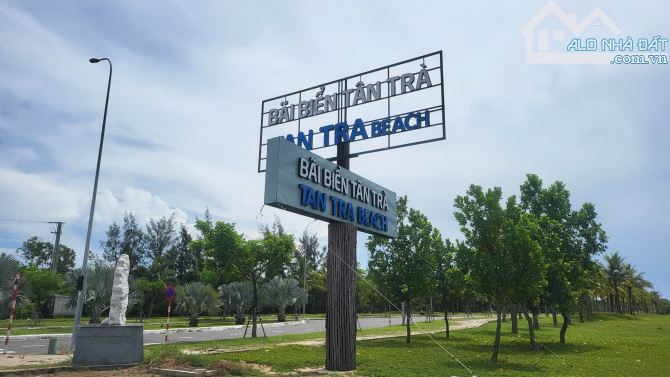 ALO NHÀ ĐẤT
.com.vn
BÃI BIỂN TÂN TRÀ
TAN TRA BEACH
BÃI BIỂN TÂN TRÀ
TAN TRA BEACH